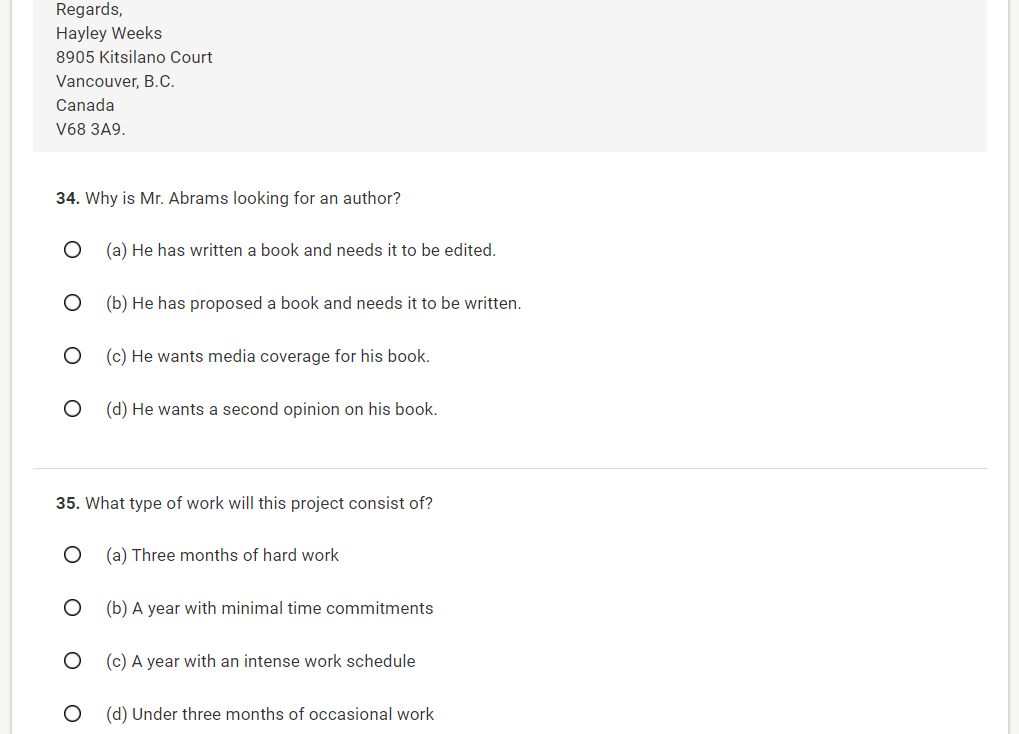 Regards,
Hayley Weeks
8905 Kitsilano Court
Vancouver, B.C.
Canada
V68 3A9.
34. Why is Mr. Abrams looking for an author?
(a) He has written a book and needs it to be edited.
(b) He has proposed a book and needs it to be written.
(c) He wants media coverage for his book.
(d) He wants a second opinion on his book.
35. What type of work will this project consist of?
(a) Three months of hard work
(b) A year with minimal time commitments
(c) A year with an intense work schedule
(d) Under three months of occasional work